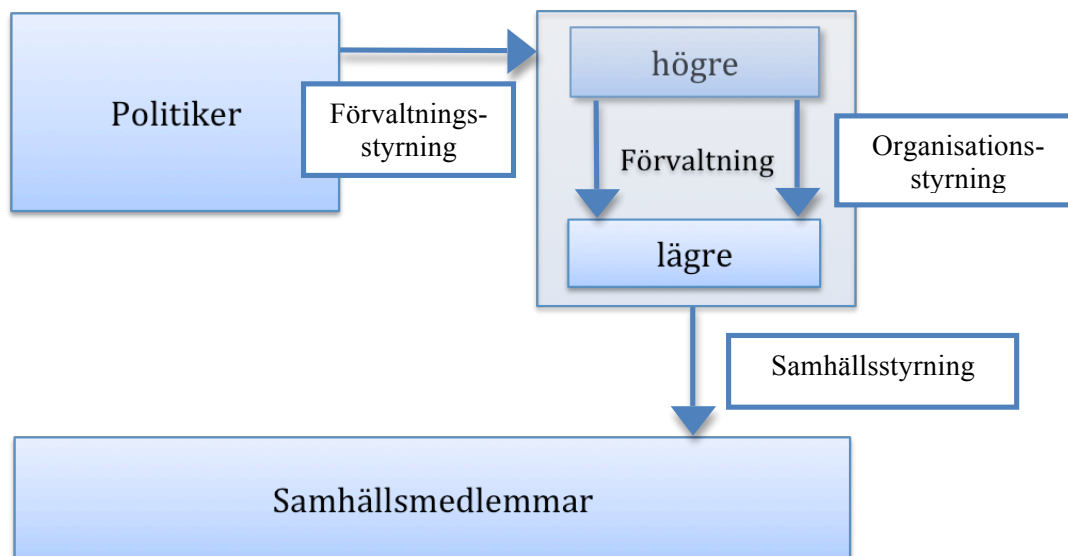 Politiker
Förvaltnings-
styrning
högre
Förvaltning
lägre
Organisations-
styrning
Samhällsstyrning
Samhällsmedlemmar